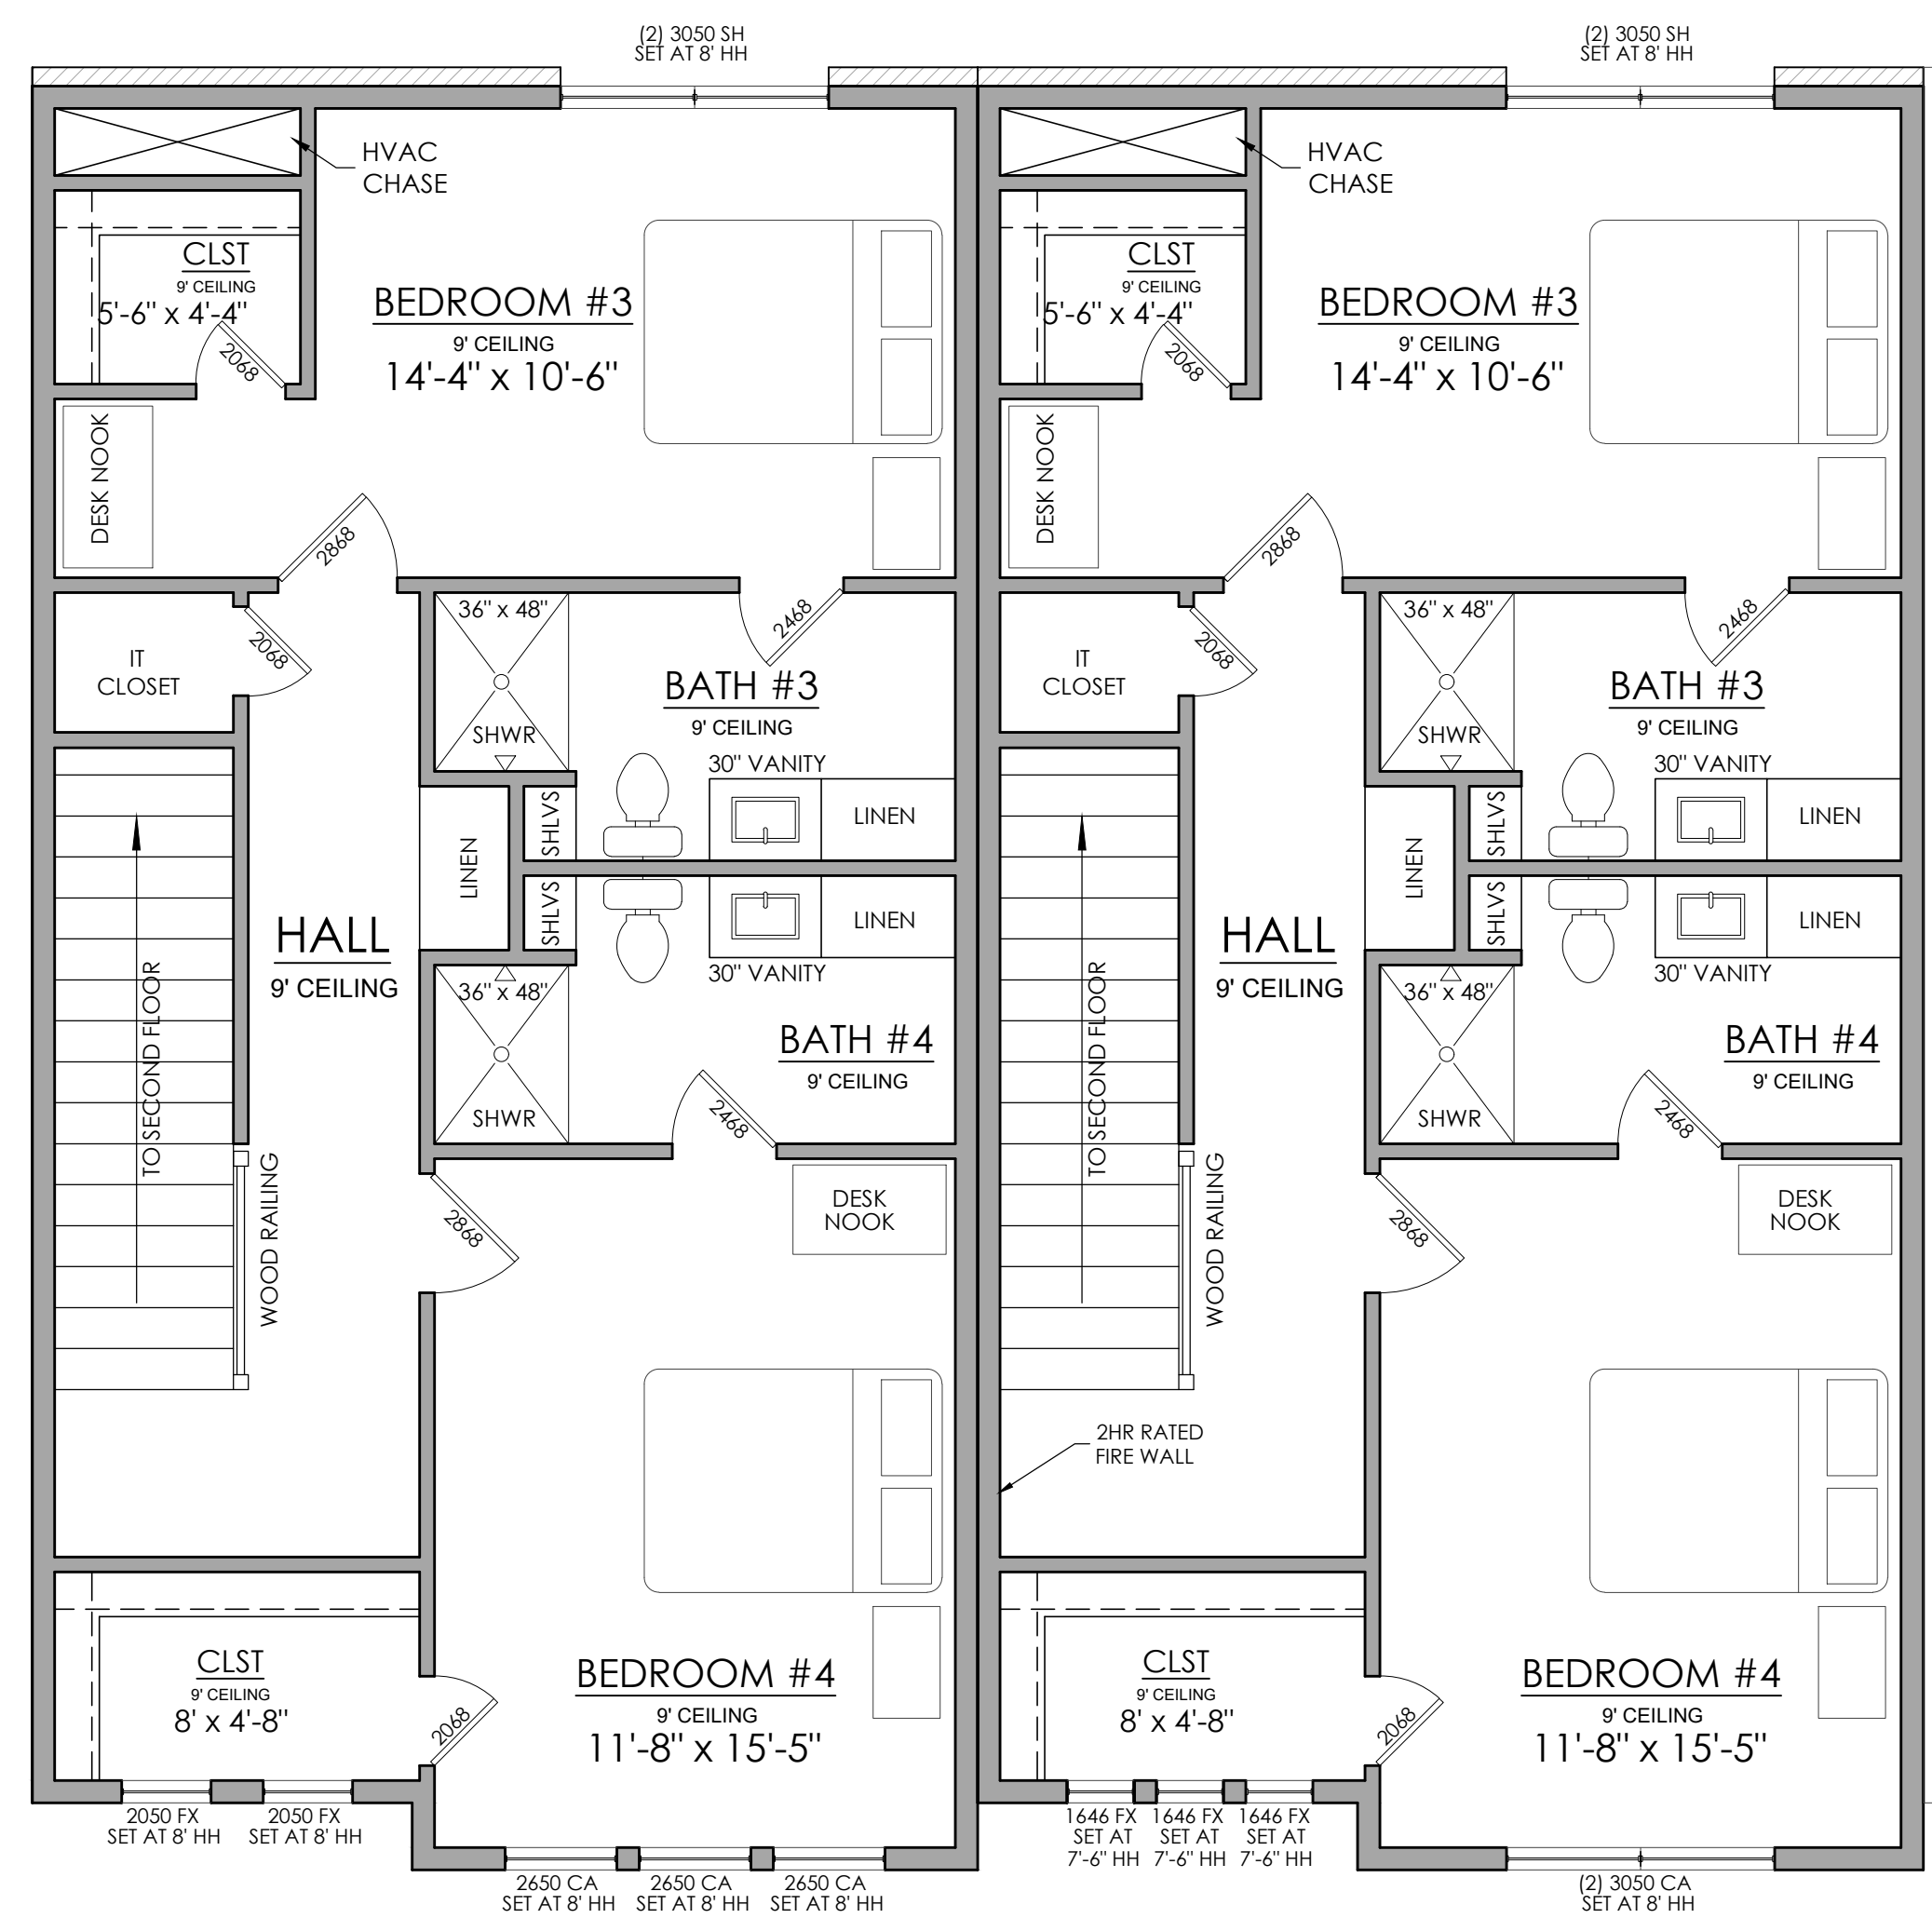 (2) 3050 SH
SET AT 8' HH
(2) 3050 SH
SET AT 8' HH
HVAC
CHASE
CLST
9' CEILING
5'-6" x 4'-4"
2068
BEDROOM #3
9' CEILING
14'-4" x 10'-6"
DESK NOOK
2868
HVAC
CHASE
CLST
9' CEILING
5'-6" x 4'-4"
2068
BEDROOM #3
9' CEILING
14'-4" x 10'-6"
DESK NOOK
2868
IT
CLOSET
2068
36" x 48"
SHWR
2468
BATH #3
9' CEILING
30" VANITY
LINEN
SHLVS
LINEN
SHLVS
LINEN
30" VANITY
HALL
9' CEILING
36" x 48"
SHWR
BATH #4
9' CEILING
2468
TO SECOND FLOOR
WOOD RAILING
2868
DESK
NOOK
IT
CLOSET
2068
36" x 48"
SHWR
2468
BATH #3
9' CEILING
30" VANITY
LINEN
SHLVS
LINEN
SHLVS
LINEN
30" VANITY
HALL
9' CEILING
36" x 48"
SHWR
BATH #4
9' CEILING
2468
TO SECOND FLOOR
WOOD RAILING
2868
DESK
NOOK
2HR RATED
FIRE WALL
CLST
9' CEILING
8' x 4'-8"
2068
BEDROOM #4
9' CEILING
11'-8" x 15'-5"
CLST
9' CEILING
8' x 4'-8"
2068
BEDROOM #4
9' CEILING
11'-8" x 15'-5"
2050 FX
SET AT 8' HH
2050 FX
SET AT 8' HH
2650 CA
SET AT 8' HH
2650 CA
SET AT 8' HH
2650 CA
SET AT 8' HH
1646 FX
SET AT
7'-6" HH
1646 FX
SET AT
7'-6" HH
1646 FX
SET AT
7'-6" HH
(2) 3050 CA
SET AT 8' HH